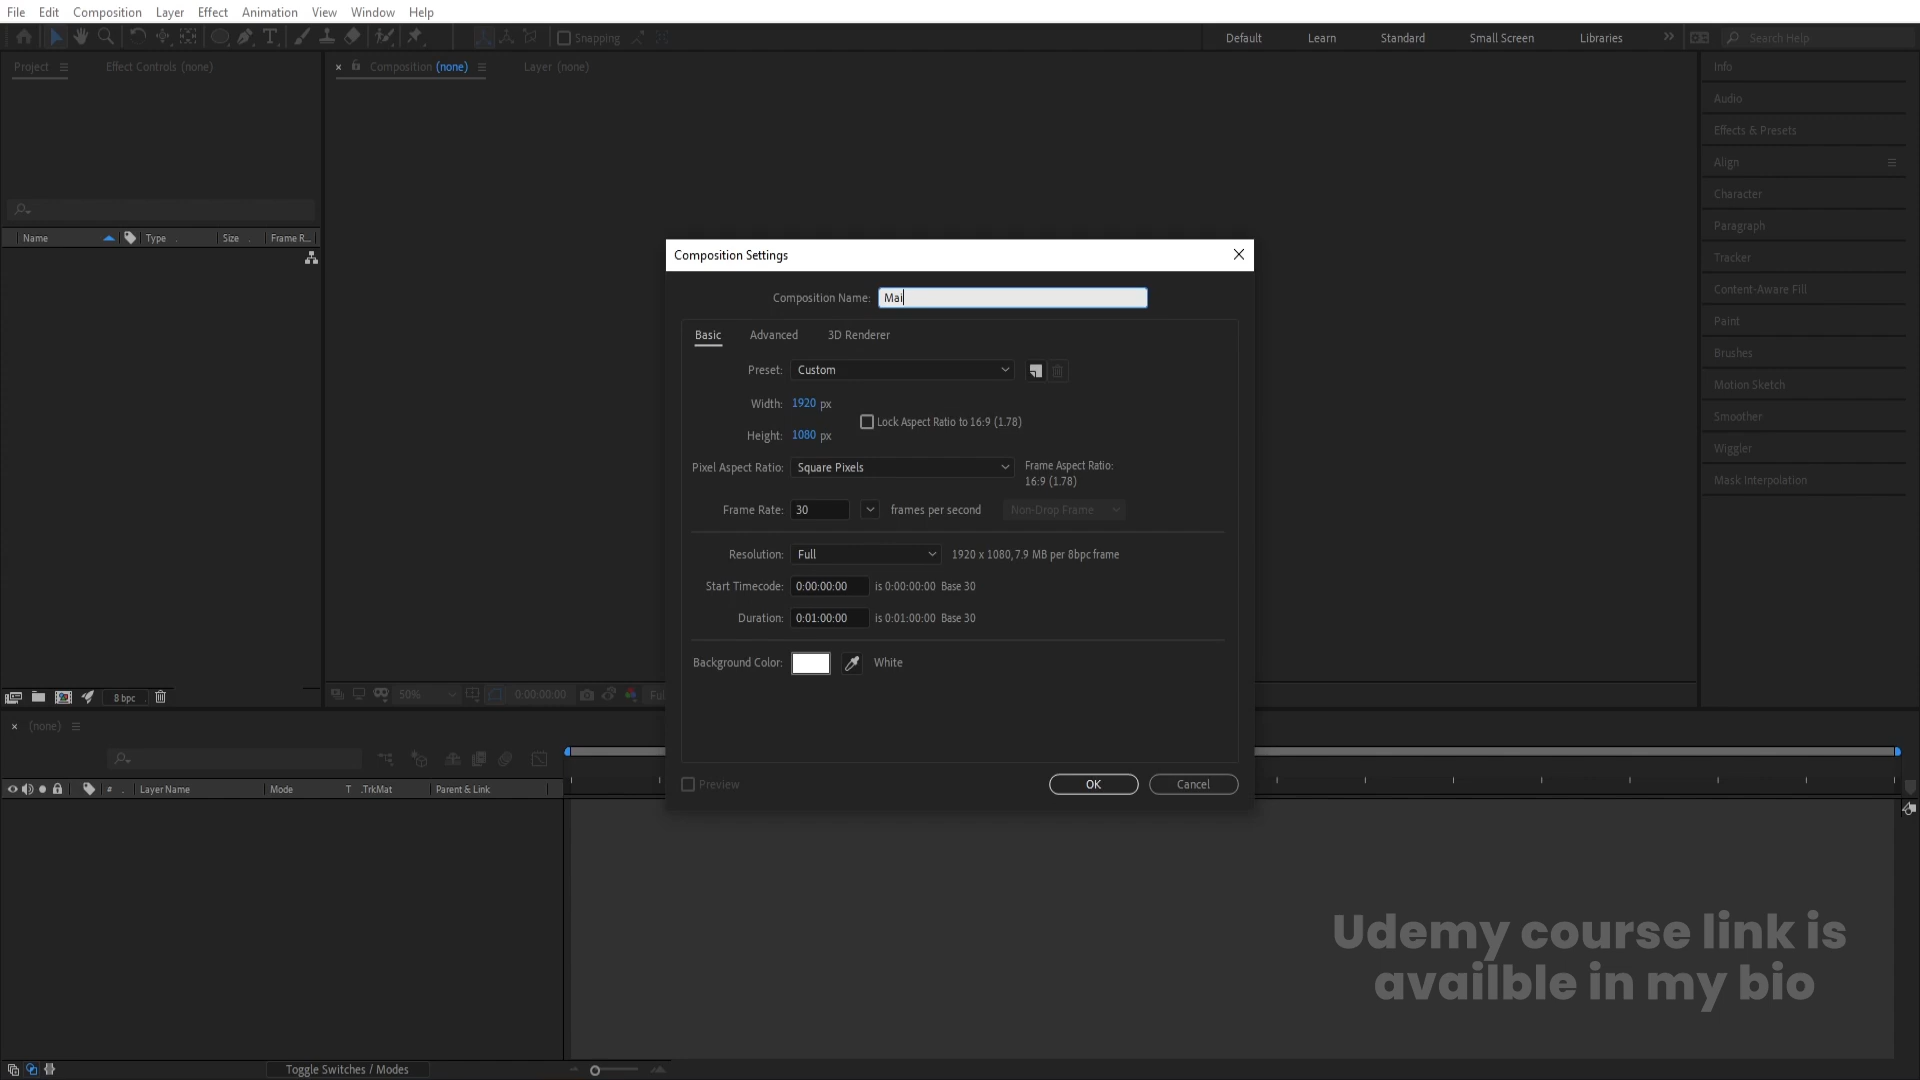 File Edit Composition Layer Effect Animation View Window Help
Snapping Default Learn Standard Small Screen Libraries Search Help
Project Effect Controls (none) × Composition (none) Layer (none) Info
Audio
Effects & Presets
Align
Character
Paragraph
Tracker
Content-Aware Fill
Paint
Brushes
Motion Sketch
Smoother
Wiggler
Mask Interpolation
Name Type Size Frame R...
Composition Settings
Composition Name: Mai
Basic Advanced 3D Renderer
Preset: Custom
Width: 1920 px
Lock Aspect Ratio to 16:9 (1.78)
Height: 1080 px
Pixel Aspect Ratio: Square Pixels Frame Aspect Ratio:
16:9 (1.78)
Frame Rate: 30 frames per second Non-Drop Frame
Resolution: Full 1920 x 1080, 7.9 MB per 8bpc frame
Start Timecode: 0:00:00:00 is 0:00:00:00 Base 30
Duration: 0:01:00:00 is 0:01:00:00 Base 30
Background Color: White
Preview OK Cancel
8 bpc 50% 0:00:00:00 Ful
(none)
# Layer Name Mode T .TrkMat Parent & Link
Toggle Switches / Modes
Udemy course link is
availble in my bio